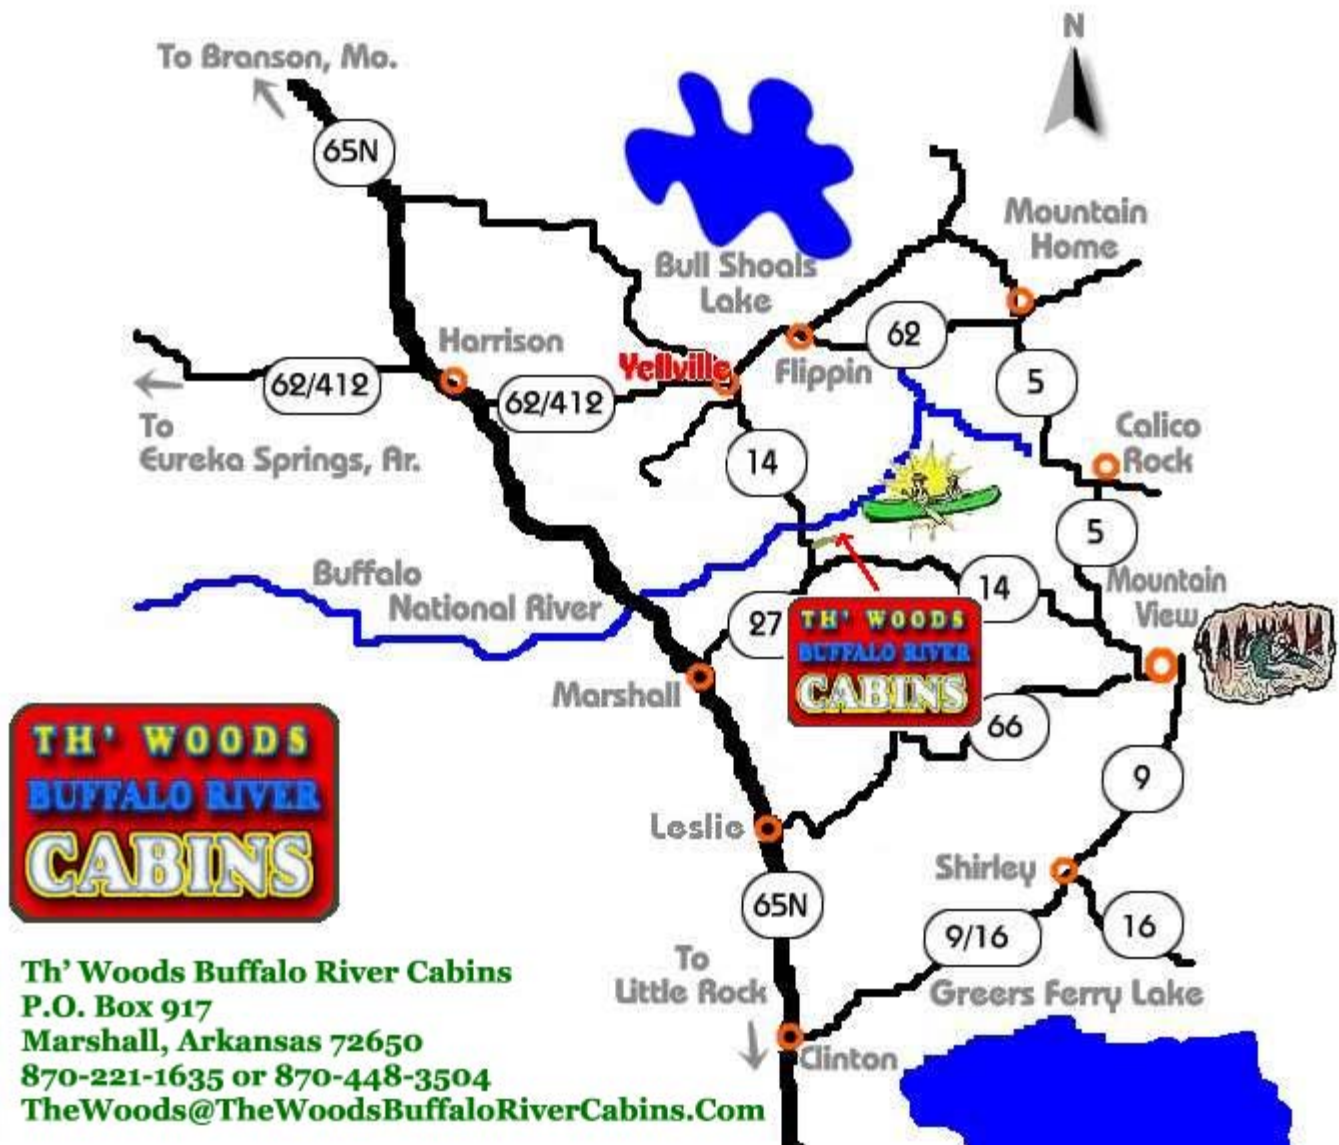 N
To Branson, Mo.
65N
Mountain
Home
Bull Shoals
Lake
62
Harrison
Yellville
Flippin
62/412
62/412
5
To
Eureka Springs, Ar.
14
Calico
Rock
5
Buffalo
National River
14
Mountain
View
27
TH' WOODS
BUFFALO RIVER
CABINS
Marshall
66
TH' WOODS
BUFFALO RIVER
CABINS
9
Leslie
Shirley
65N
9/16
16
To
Little Rock
Greers Ferry Lake
Clinton
Th' Woods Buffalo River Cabins
P.O. Box 917
Marshall, Arkansas 72650
870-221-1635 or 870-448-3504
TheWoods@TheWoodsBuffaloRiverCabins.Com